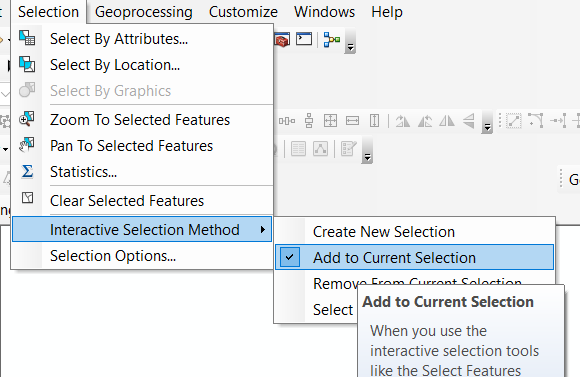 Selection Geoprocessing Customize Windows Help
Select By Attributes...
Select By Location...
Select By Graphics
Zoom To Selected Features
Pan To Selected Features
Statistics...
Clear Selected Features
Interactive Selection Method
Selection Options...
Create New Selection
Add to Current Selection
Remove From Current Selection
Select
Add to Current Selection
When you use the
interactive selection tools
like the Select Features